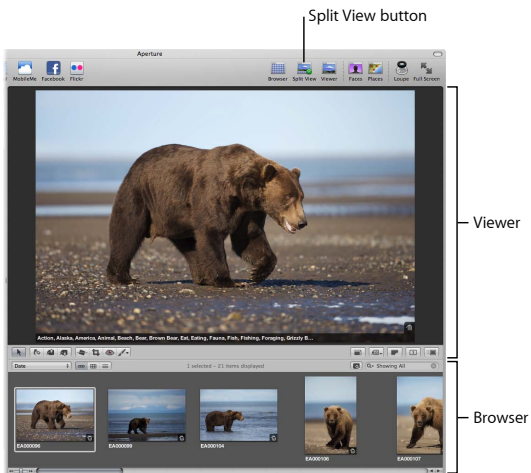 Split View button
Aperture
MobileMe Facebook Flickr Browser Split View Viewer Faces Places Loupe Full Screen
Viewer
Action, Alaska, America, Animal, Beach, Bear, Brown Bear, Eat, Eating, Fauna, Fish, Fishing, Foraging, Grizzly B...
Date 1 selected – 21 items displayed Showing All
Browser
EA000096 EA000099 EA000104 EA000106 EA000107